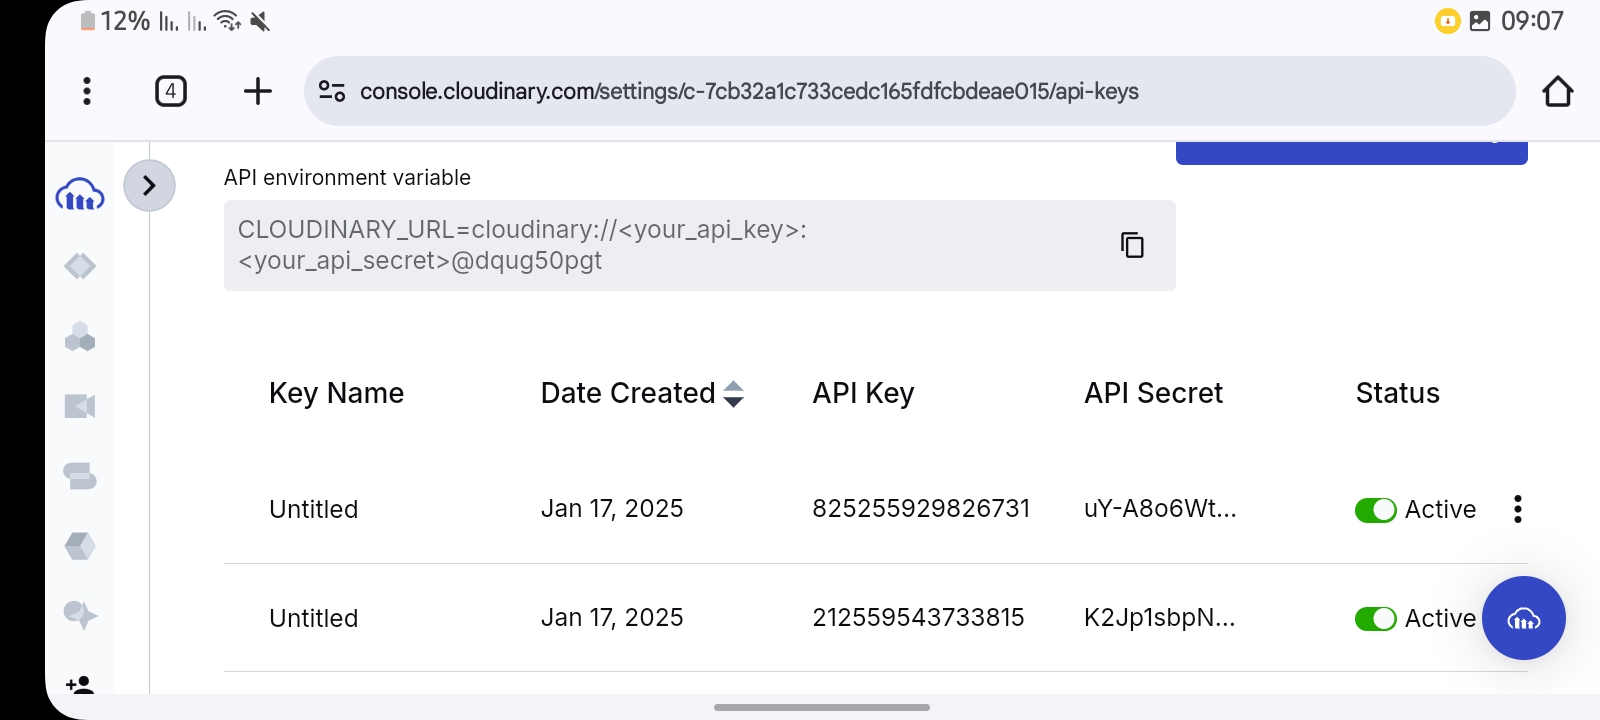 12%
09:07
4
console.cloudinary.com/settings/c-7cb32a1c733cedc165fdfcbdeae015/api-keys
API environment variable
CLOUDINARY_URL=cloudinary://<your_api_key>:
<your_api_secret>@dqug50pgt
Key Name Date Created API Key API Secret Status
Untitled Jan 17, 2025 825255929826731 uY-A8o6Wt... Active
Untitled Jan 17, 2025 212559543733815 K2Jp1sbpN... Active